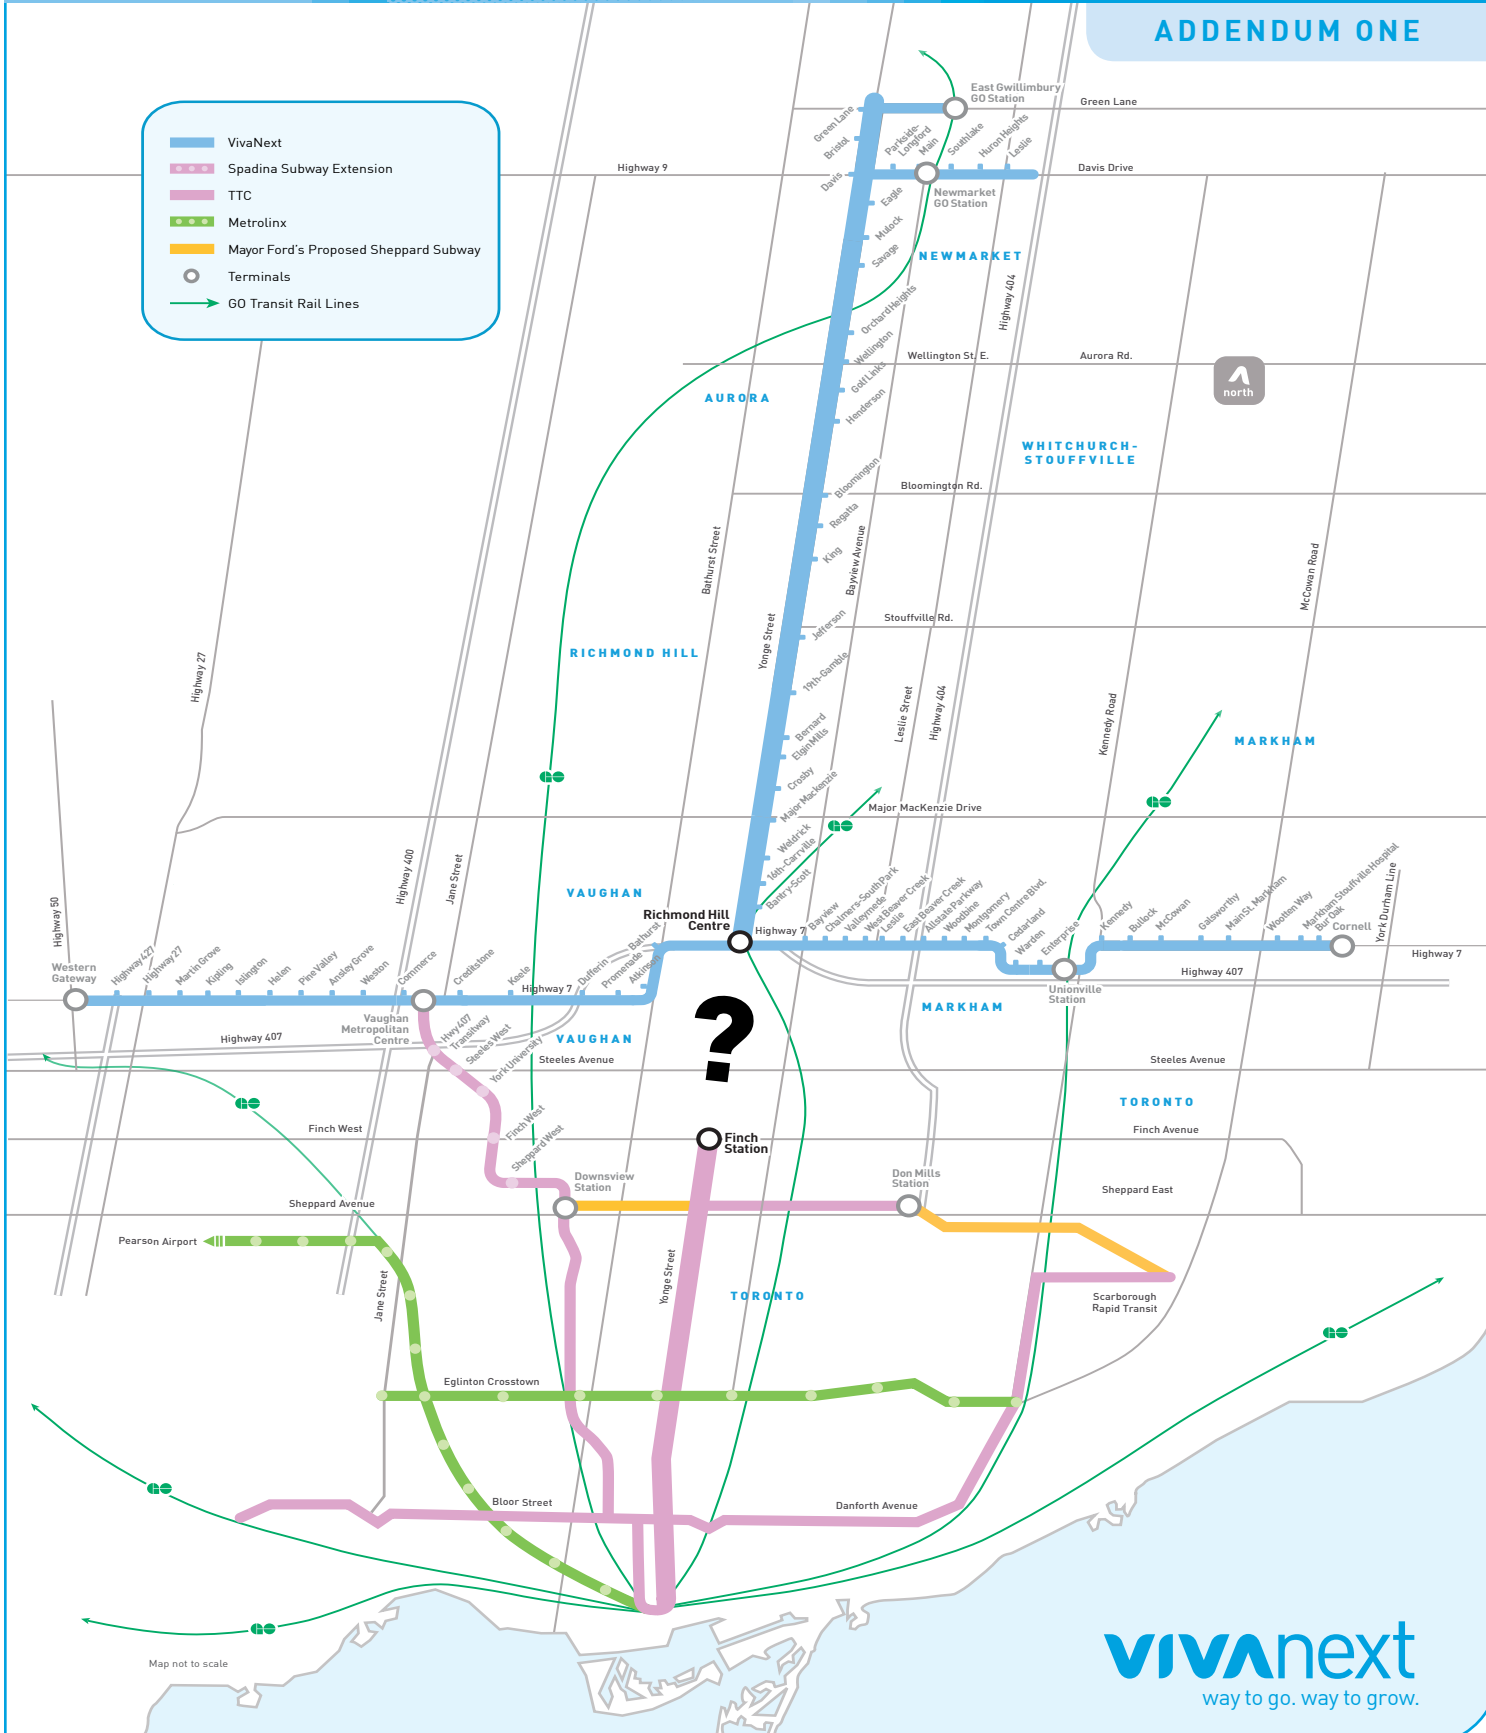 ADDENDUM ONE
VivaNext
Spadina Subway Extension
TTC
Metrolinx
Mayor Ford's Proposed Sheppard Subway
Terminals
GO Transit Rail Lines
East Gwillimbury
GO Station
Green Lane
Green Lane
Bristol
Davis
Parkside-
Longford
Main
Southlake
Huron Heights
Leslie
Highway 9
Davis Drive
Newmarket
GO Station
Eagle
Mulock
Savage
NEWMARKET
Highway 404
Orchard Heights
Wellington
Golf Links
Henderson
Wellington St. E.
Aurora Rd.
north
AURORA
WHITCHURCH-
STOUFFVILLE
Bloomington
Regatta
King
Bloomington Rd.
Bathurst Street
Bayview Avenue
McCowan Road
Jefferson
Stouffville Rd.
Yonge Street
RICHMOND HILL
19th-Gamble
Highway 27
Leslie Street
Highway 404
Kennedy Road
Bernard
Elgin Mills
Crosby
Major Mackenzie
MARKHAM
Major MacKenzie Drive
Weldrick
16th-Carrville
Bantry-Scott
Highway 400
Jane Street
Highway 50
VAUGHAN
Richmond Hill
Centre
Highway 7
Bayview
Chalmers-South Park
Valleymede
West Beaver Creek
Leslie
East Beaver Creek
Allstate Parkway
Woodbine
Montgomery
Town Centre Blvd.
Cedarland
Warden
Enterprise
Kennedy
Bullock
McCowan
Galsworthy
Main St. Markham
Wootten Way
Markham Stouffville Hospital
Bur Oak
Cornell
York Durham Line
Highway 7
Western
Gateway
Highway 427
Highway 27
Martin Grove
Kipling
Islington
Helen
Pine Valley
Ansley Grove
Weston
Commerce
Creditstone
Keele
Highway 7
Dufferin
Promenade
Atkinson
Bathurst
Highway 407
Unionville
Station
MARKHAM
Vaughan
Metropolitan
Centre
Hwy 407
Transitway
Steeles West
York University
VAUGHAN
?
Highway 407
Steeles Avenue
Steeles Avenue
TORONTO
Finch West
Finch West
Sheppard West
Finch
Station
Finch Avenue
Downsview
Station
Don Mills
Station
Sheppard East
Sheppard Avenue
Pearson Airport
Jane Street
Yonge Street
TORONTO
Scarborough
Rapid Transit
Eglinton Crosstown
Bloor Street
Danforth Avenue
Map not to scale
VIVAnext
way to go. way to grow.